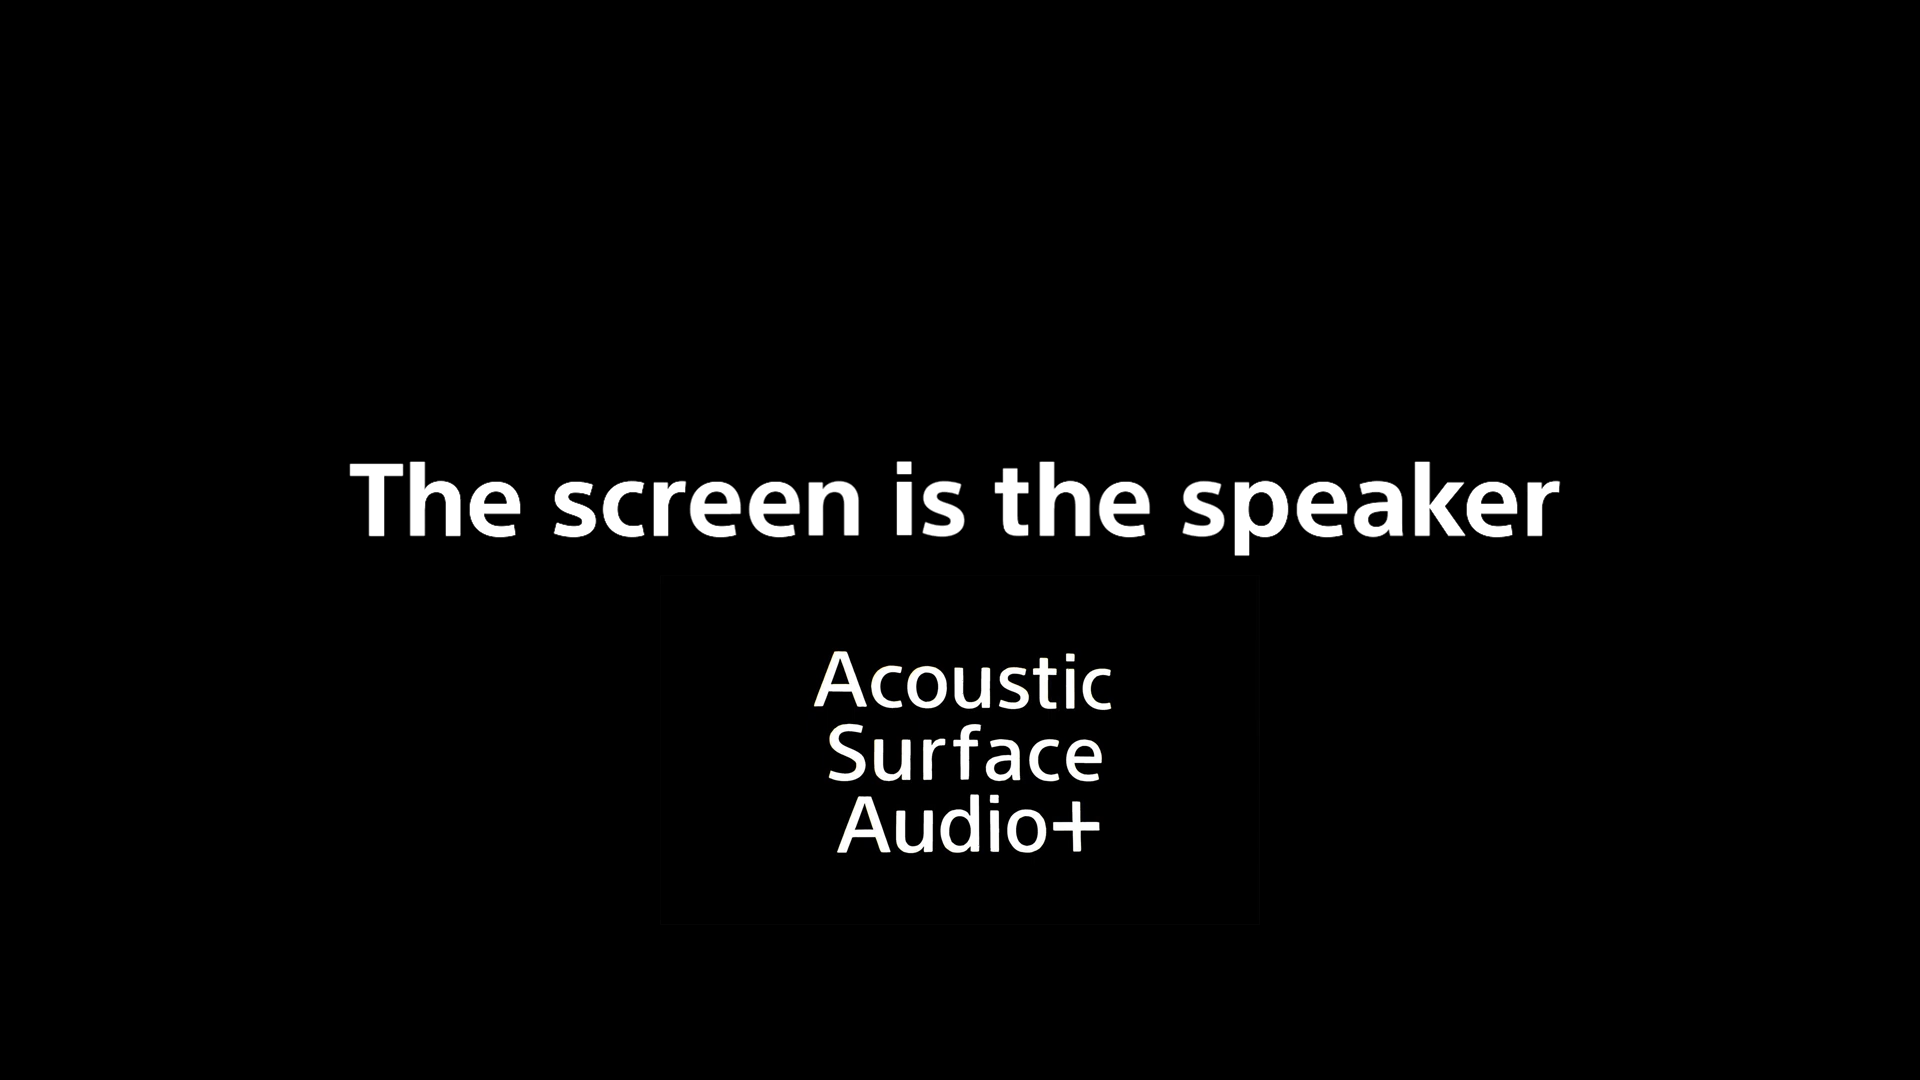 The screen is the speaker
Acoustic
Surface
Audio+